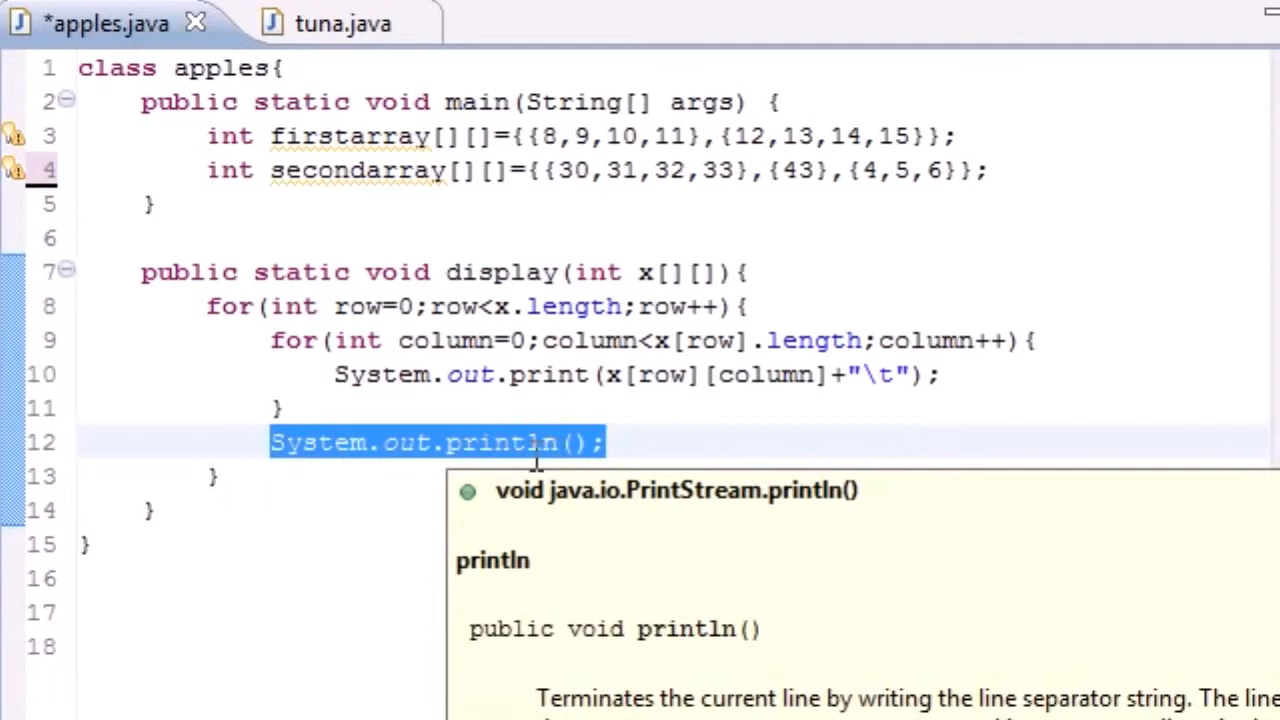 *apples.java tuna.java
1 class apples{
2 public static void main(String[] args) {
3 int firstarray[][]={{8,9,10,11},{12,13,14,15}};
4 int secondarray[][]={{30,31,32,33},{43},{4,5,6}};
5 }
6
7 public static void display(int x[][]){
8 for(int row=0;row<x.length;row++){
9 for(int column=0;column<x[row].length;column++){
10 System.out.print(x[row][column]+"\t");
11 }
12 System.out.println();
13 }
14 }
15 }
16
17
18
void java.io.PrintStream.println()
println
public void println()
Terminates the current line by writing the line separator string. The line